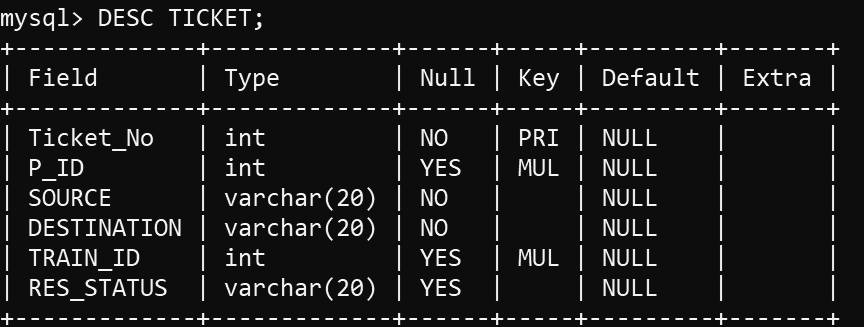 mysql> DESC TICKET;
+-------------+-------------+------+-----+---------+-------+
| Field       | Type        | Null | Key | Default | Extra |
+-------------+-------------+------+-----+---------+-------+
| Ticket_No   | int         | NO   | PRI | NULL    |       |
| P_ID        | int         | YES  | MUL | NULL    |       |
| SOURCE      | varchar(20) | NO   |     | NULL    |       |
| DESTINATION | varchar(20) | NO   |     | NULL    |       |
| TRAIN_ID    | int         | YES  | MUL | NULL    |       |
| RES_STATUS  | varchar(20) | YES  |     | NULL    |       |
+-------------+-------------+------+-----+---------+-------+